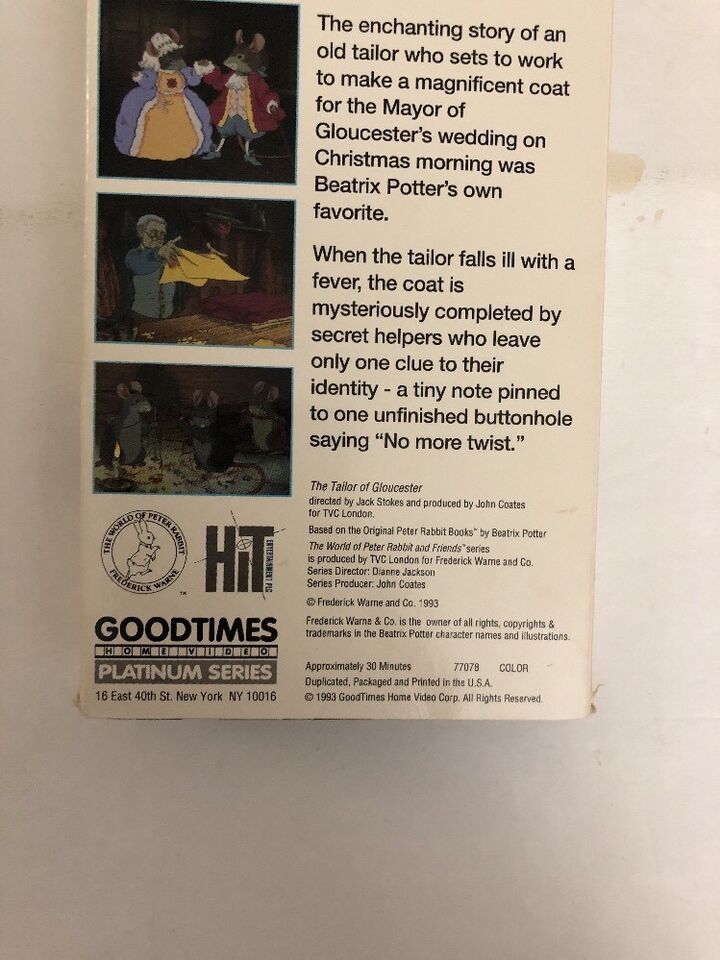 The enchanting story of an
old tailor who sets to work
to make a magnificent coat
for the Mayor of
Gloucester's wedding on
Christmas morning was
Beatrix Potter's own
favorite.
When the tailor falls ill with a
fever, the coat is
mysteriously completed by
secret helpers who leave
only one clue to their
identity - a tiny note pinned
to one unfinished buttonhole
saying “No more twist.”
The Tailor of Gloucester
directed by Jack Stokes and produced by John Coates
for TVC London.
Based on the Original Peter Rabbit Books™ by Beatrix Potter
The World of Peter Rabbit and Friends™ series
is produced by TVC London for Frederick Warne and Co.
Series Director: Dianne Jackson
Series Producer: John Coates
© Frederick Warne and Co. 1993
Frederick Warne & Co. is the owner of all rights, copyrights &
trademarks in the Beatrix Potter character names and illustrations.
Approximately 30 Minutes 77078 COLOR
Duplicated, Packaged and Printed in the U.S.A.
© 1993 GoodTimes Home Video Corp. All Rights Reserved.
THE WORLD OF PETER RABBIT
FREDERICK WARNE
™
HiT
ENTERTAINMENT PLC
GOODTIMES
HOME VIDEO
PLATINUM SERIES
16 East 40th St. New York NY 10016